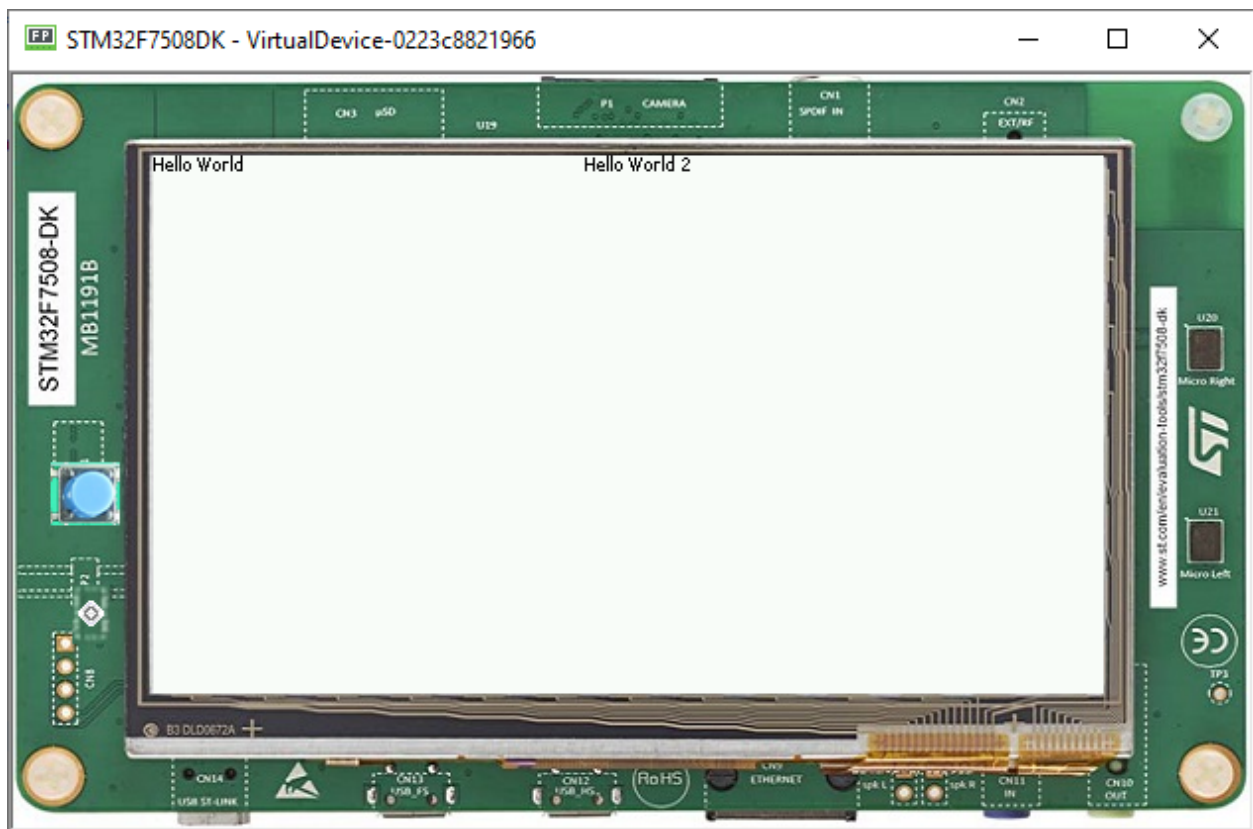 STM32F7508DK - VirtualDevice-0223c8821966
CN3 µSD
U19
P1 CAMERA
CN1
SPDIF IN
CN2
EXT/RF
Hello World
Hello World 2
STM32F7508-DK
MB1191B
www.st.com/en/evaluation-tools/stm32f7508-dk
U20
Micro Right
U21
Micro Left
P2
CN8
TP3
B3 DLD0672A
CN14
USB ST-LINK
CN13
USB_FS
CN12
USB_HS
RoHS
CN9
ETHERNET
spk L
spk R
CN11
IN
CN10
OUT